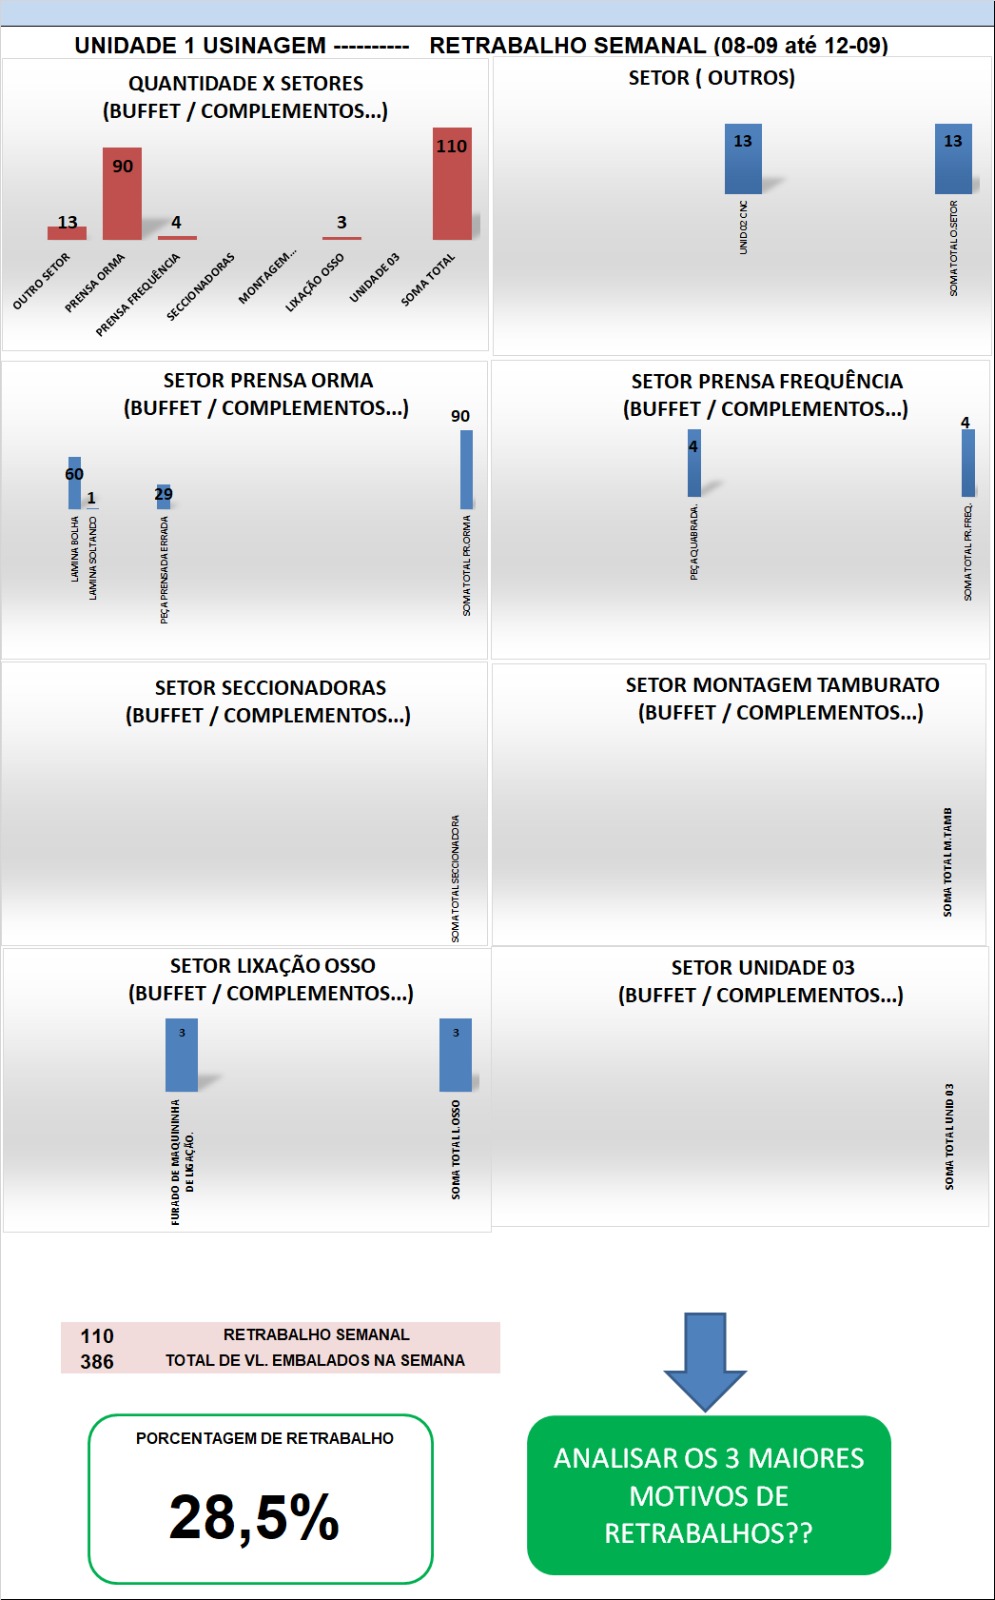 UNIDADE 1 USINAGEM ---------- RETRABALHO SEMANAL (08-09 até 12-09)
QUANTIDADE X SETORES
(BUFFET / COMPLEMENTOS...)
13
90
4
3
110
OUTRO SETOR
PRENSA ORMA
PRENSA FREQUÊNCIA
SECCIONADORAS
MONTAGEM...
LIXAÇÃO OSSO
UNIDADE 03
SOMA TOTAL
SETOR ( OUTROS)
13
13
UNID 02 CNC
SOMA TOTAL O.SETOR
SETOR PRENSA ORMA
(BUFFET / COMPLEMENTOS...)
60
1
29
90
LAMINA BOLHA
LAMINA SOLTANDO
PEÇA PRENSADA ERRADA
SOMA TOTAL PR.ORMA
SETOR PRENSA FREQUÊNCIA
(BUFFET / COMPLEMENTOS...)
4
4
PEÇA QUABRADA.
SOMA TOTAL PR.FREQ.
SETOR SECCIONADORAS
(BUFFET / COMPLEMENTOS...)
SOMA TOTAL SECCIONADORA
SETOR MONTAGEM TAMBURATO
(BUFFET / COMPLEMENTOS...)
SOMA TOTAL M.TAMB
SETOR LIXAÇÃO OSSO
(BUFFET / COMPLEMENTOS...)
3
3
FURADO DE MAQUININHA
DE LIGAÇÃO.
SOMA TOTAL L.OSSO
SETOR UNIDADE 03
(BUFFET / COMPLEMENTOS...)
SOMA TOTAL UNID 03
110 RETRABALHO SEMANAL
386 TOTAL DE VL. EMBALADOS NA SEMANA
PORCENTAGEM DE RETRABALHO
28,5%
ANALISAR OS 3 MAIORES
MOTIVOS DE
RETRABALHOS??